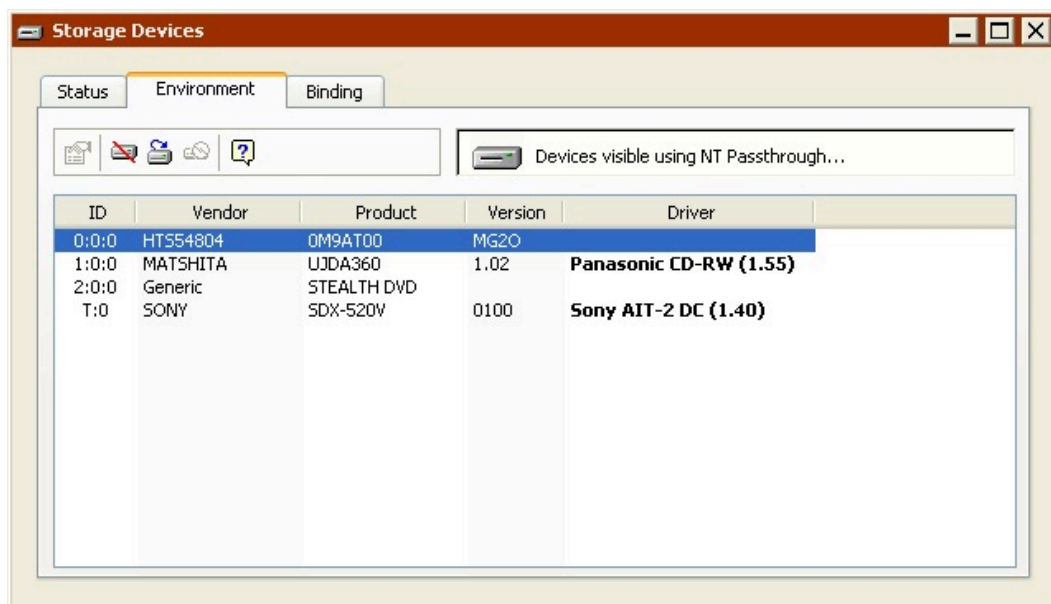 Storage Devices
Status Environment Binding
Devices visible using NT Passthrough...
ID Vendor Product Version Driver
0:0:0 HTS54804 0M9AT00 MG2O
1:0:0 MATSHITA UJDA360 1.02 Panasonic CD-RW (1.55)
2:0:0 Generic STEALTH DVD
T:0 SONY SDX-520V 0100 Sony AIT-2 DC (1.40)